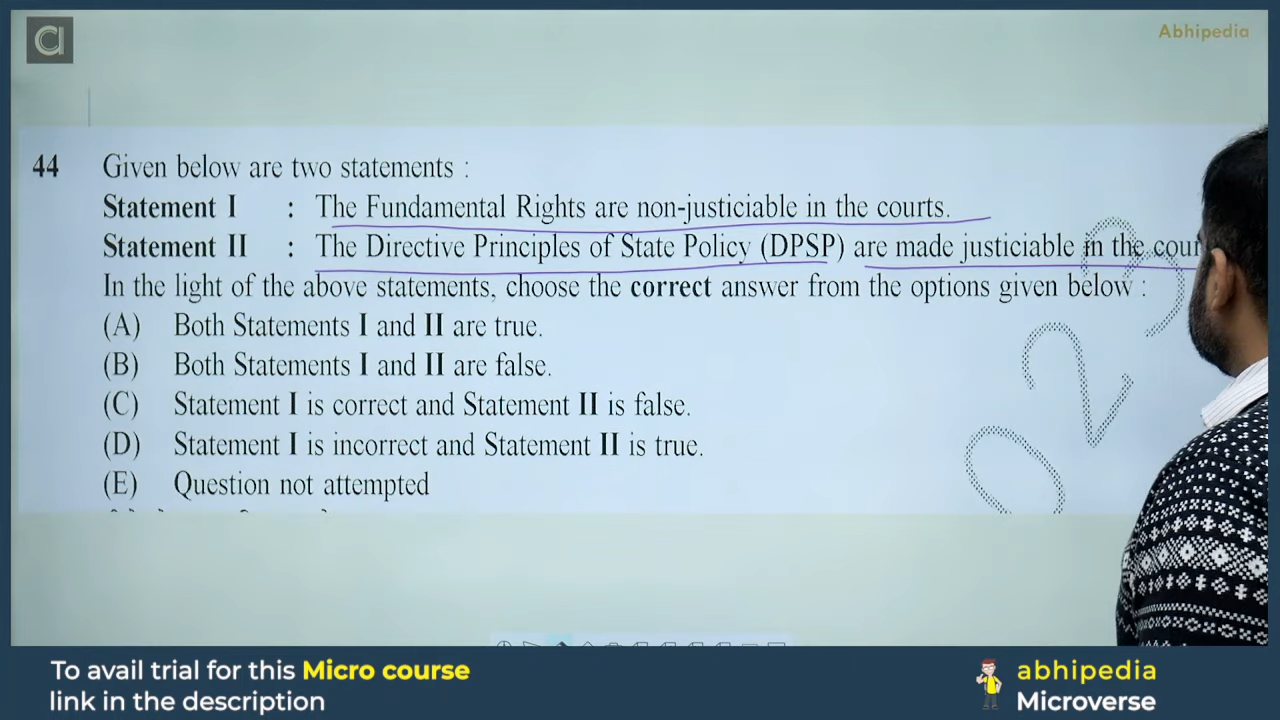 a
Abhipedia
44 Given below are two statements :
Statement I : The Fundamental Rights are non-justiciable in the courts.
Statement II : The Directive Principles of State Policy (DPSP) are made justiciable in the
In the light of the above statements, choose the correct answer from the options given below :
(A) Both Statements I and II are true.
(B) Both Statements I and II are false.
(C) Statement I is correct and Statement II is false.
(D) Statement I is incorrect and Statement II is true.
(E) Question not attempted
To avail trial for this Micro course
link in the description
abhipedia
Microverse